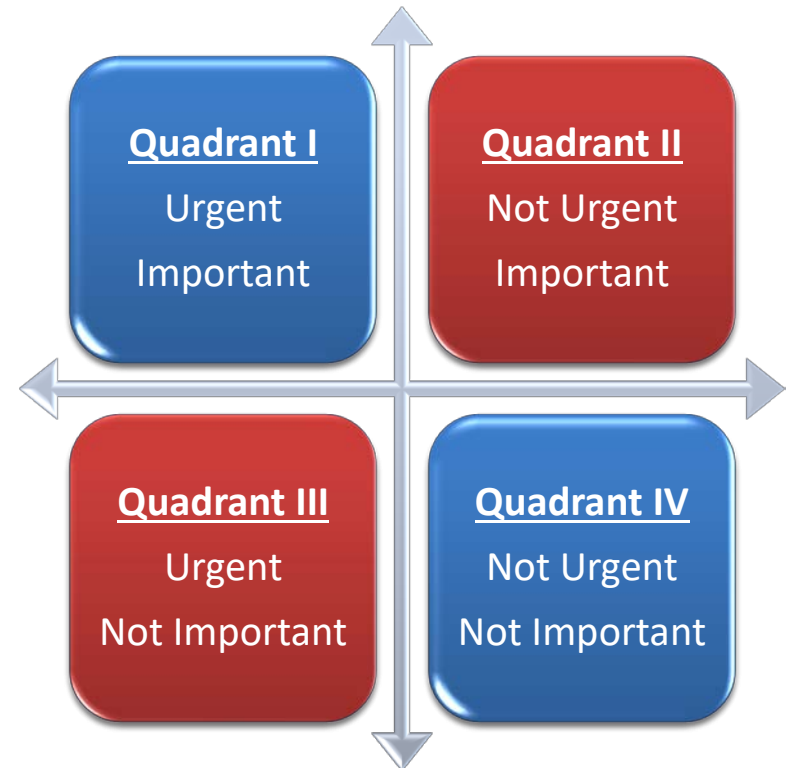 Quadrant I
Urgent
Important
Quadrant II
Not Urgent
Important
Quadrant III
Urgent
Not Important
Quadrant IV
Not Urgent
Not Important